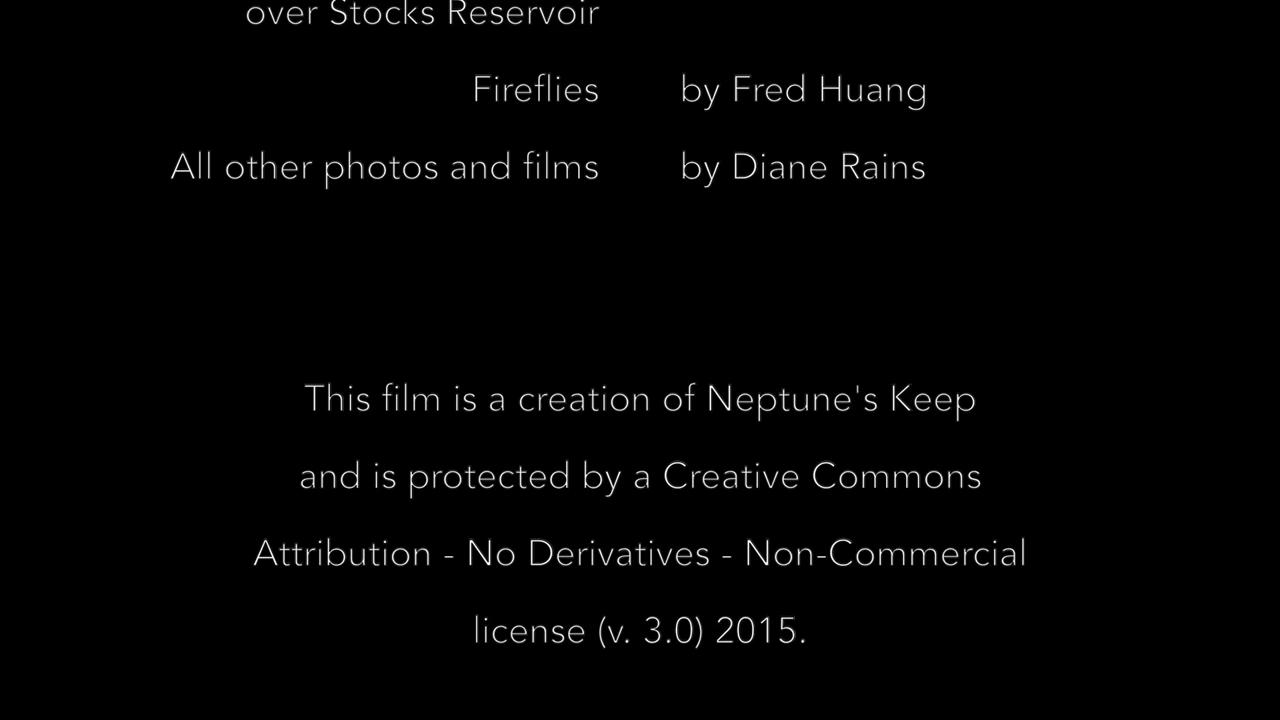 over Stocks Reservoir
Fireflies by Fred Huang
All other photos and films by Diane Rains
This film is a creation of Neptune's Keep
and is protected by a Creative Commons
Attribution - No Derivatives - Non-Commercial
license (v. 3.0) 2015.